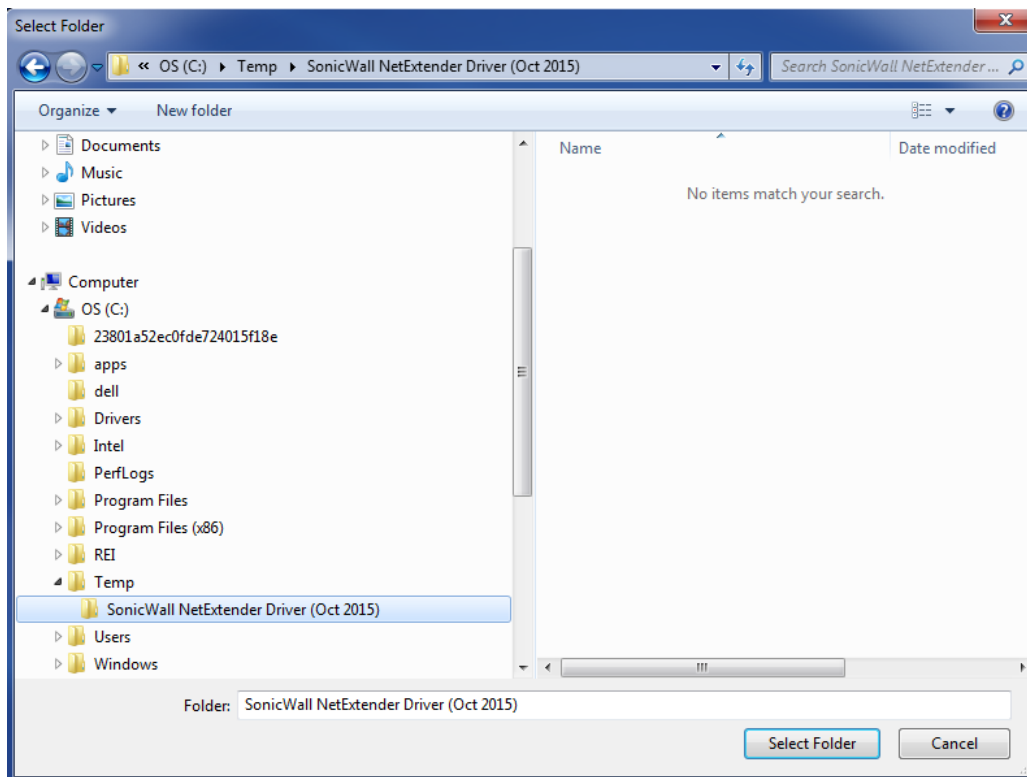 Select Folder
« OS (C:) ▸ Temp ▸ SonicWall NetExtender Driver (Oct 2015)
Search SonicWall NetExtender ...
Organize
New folder
Name
Date modified
No items match your search.
Documents
Music
Pictures
Videos
Computer
OS (C:)
23801a52ec0fde724015f18e
apps
dell
Drivers
Intel
PerfLogs
Program Files
Program Files (x86)
REI
Temp
SonicWall NetExtender Driver (Oct 2015)
Users
Windows
Folder: SonicWall NetExtender Driver (Oct 2015)
Select Folder
Cancel